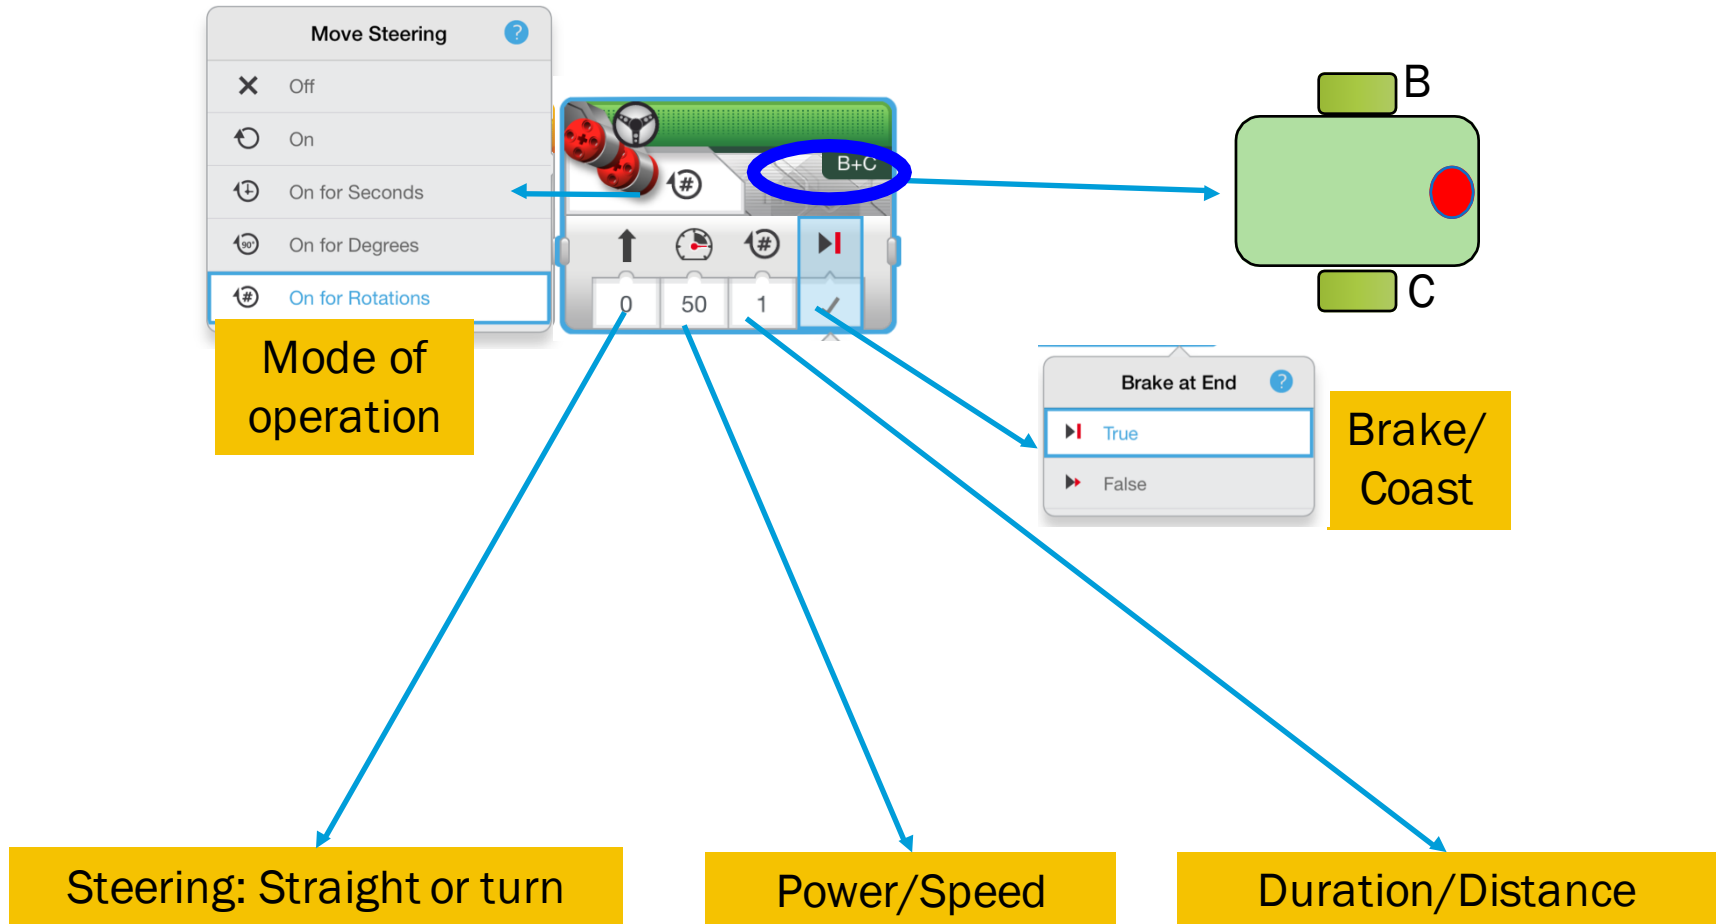 Move Steering ?
Off
On
On for Seconds
90° On for Degrees
# On for Rotations
Mode of
operation
B+C
#
#
0 50 1
B
C
Brake at End ?
True
False
Brake/
Coast
Steering: Straight or turn
Power/Speed
Duration/Distance